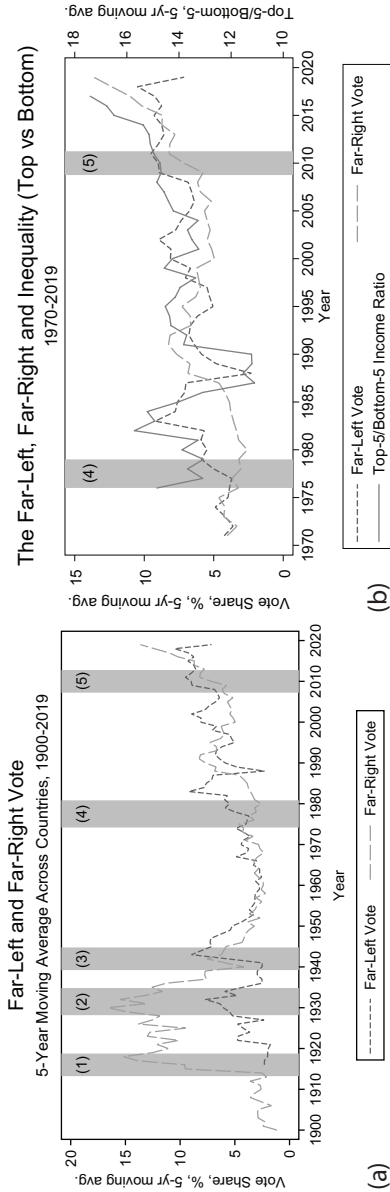 Far-Left and Far-Right Vote
5-Year Moving Average Across Countries, 1900-2019
Vote Share, %, 5-yr moving avg.
20
15
10
5
0
(1)
(2)
(3)
(4)
(5)
1900 1910 1920 1930 1940 1950 1960 1970 1980 1990 2000 2010 2020
Year
Far-Left Vote Far-Right Vote
(a)
The Far-Left, Far-Right and Inequality (Top vs Bottom)
1970-2019
Vote Share, %, 5-yr moving avg.
15
10
5
0
(4)
(5)
Top-5/Bottom-5, 5-yr moving avg.
18
17
16
15
14
13
12
11
10
1970 1975 1980 1985 1990 1995 2000 2005 2010 2015 2020
Year
Far-Left Vote Far-Right Vote
Top-5/Bottom-5 Income Ratio
(b)